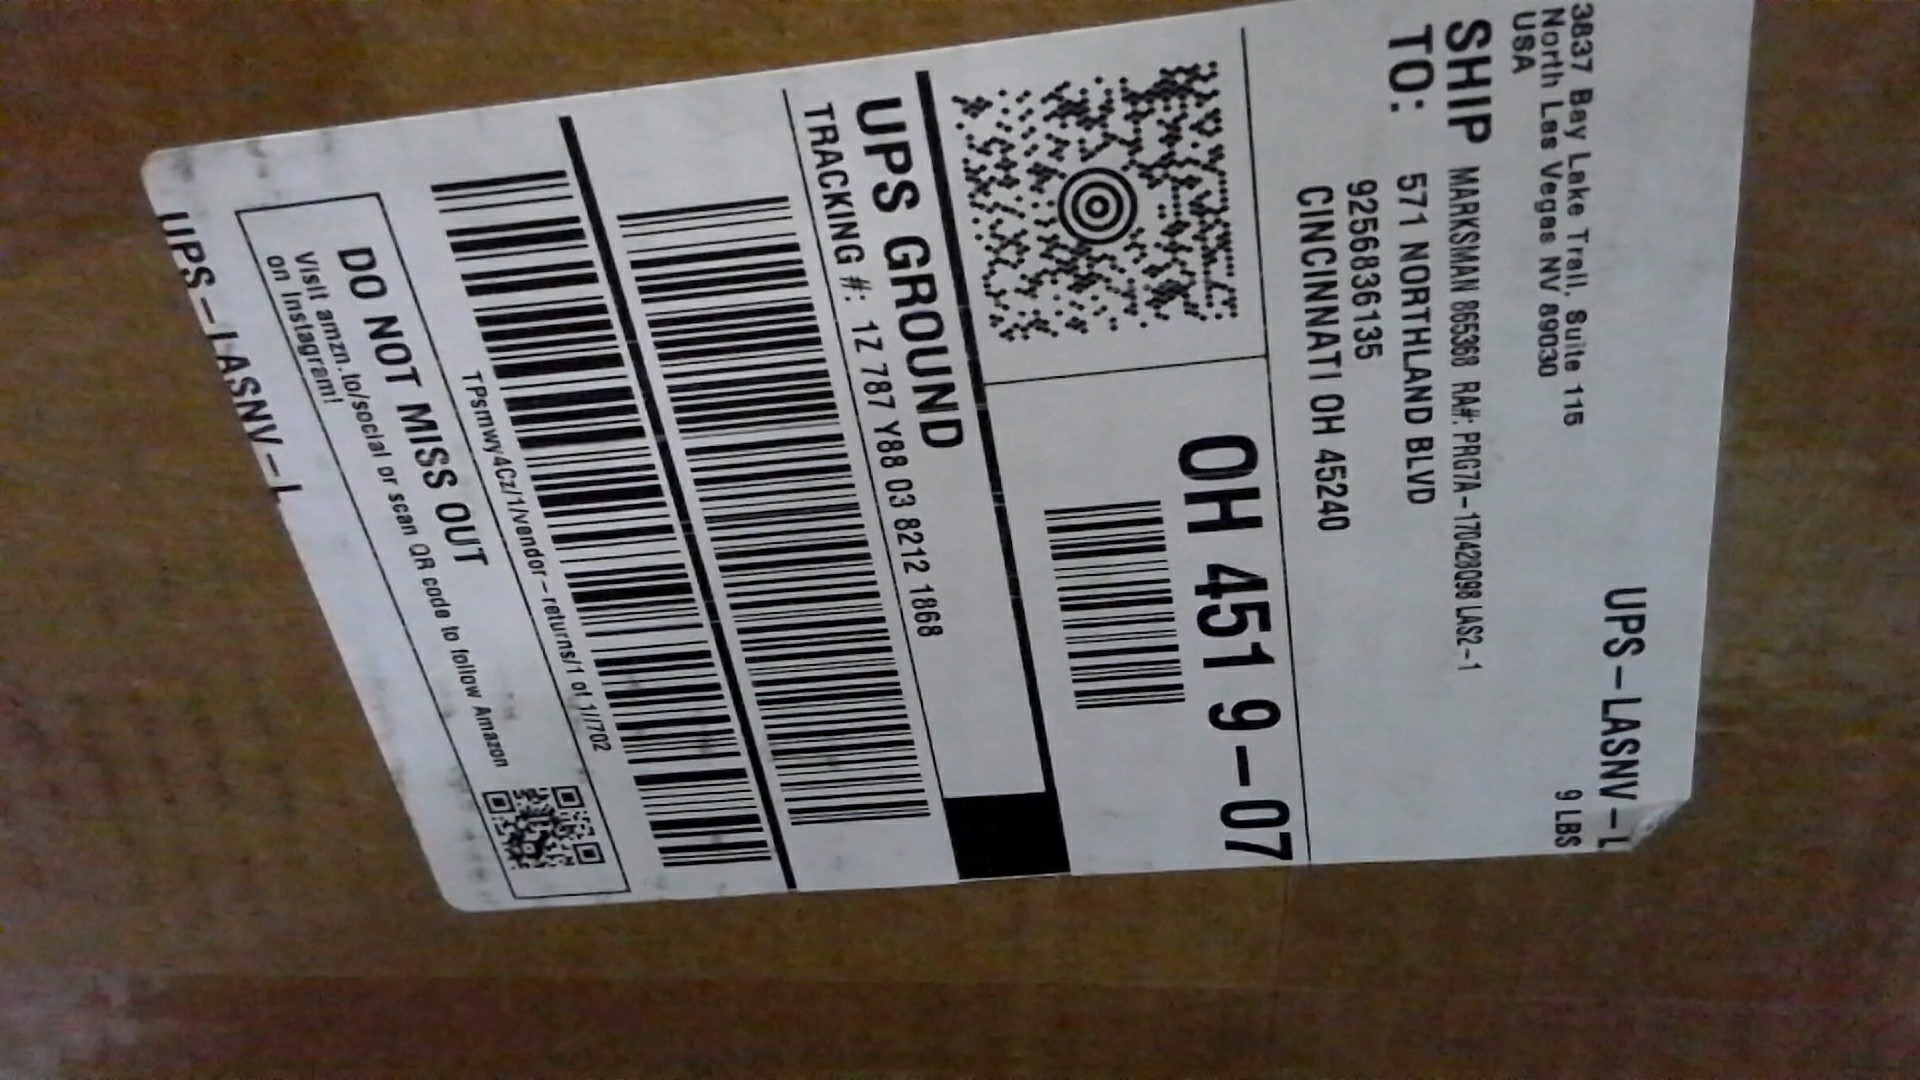 3837 Bay Lake Trail, Suite 115
North Las Vegas NV 89030
USA
UPS-LASNV-L
9 LBS
SHIP
TO:
MARKSMAN 865368 RA#: PRG7A-170428Q98 LAS2-1
571 NORTHLAND BLVD
9256836135
CINCINNATI OH 45240
OH 451 9-07
UPS GROUND
TRACKING #: 1Z 787 Y88 03 8212 1868
TPsmwy4Cz/1/vendor-returns/1 of 1//702
DO NOT MISS OUT
Visit amzn.to/social or scan QR code to follow Amazon
on Instagram!
UPS-LASNV-L